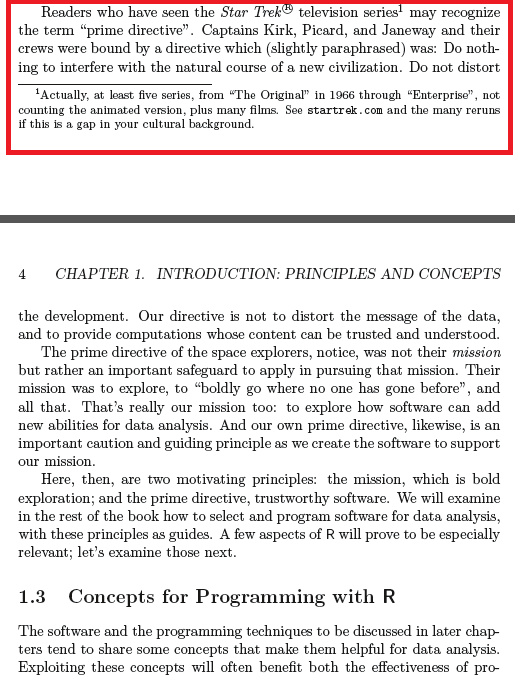 Readers who have seen the Star Trek® television series1 may recognize
the term “prime directive”. Captains Kirk, Picard, and Janeway and their
crews were bound by a directive which (slightly paraphrased) was: Do noth-
ing to interfere with the natural course of a new civilization. Do not distort
1Actually, at least five series, from “The Original” in 1966 through “Enterprise”, not
counting the animated version, plus many films. See startrek.com and the many reruns
if this is a gap in your cultural background.
4 CHAPTER 1. INTRODUCTION: PRINCIPLES AND CONCEPTS
the development. Our directive is not to distort the message of the data,
and to provide computations whose content can be trusted and understood.
The prime directive of the space explorers, notice, was not their mission
but rather an important safeguard to apply in pursuing that mission. Their
mission was to explore, to “boldly go where no one has gone before”, and
all that. That’s really our mission too: to explore how software can add
new abilities for data analysis. And our own prime directive, likewise, is an
important caution and guiding principle as we create the software to support
our mission.
Here, then, are two motivating principles: the mission, which is bold
exploration; and the prime directive, trustworthy software. We will examine
in the rest of the book how to select and program software for data analysis,
with these principles as guides. A few aspects of R will prove to be especially
relevant; let’s examine those next.
1.3 Concepts for Programming with R
The software and the programming techniques to be discussed in later chap-
ters tend to share some concepts that make them helpful for data analysis.
Exploiting these concepts will often benefit both the effectiveness of pro-